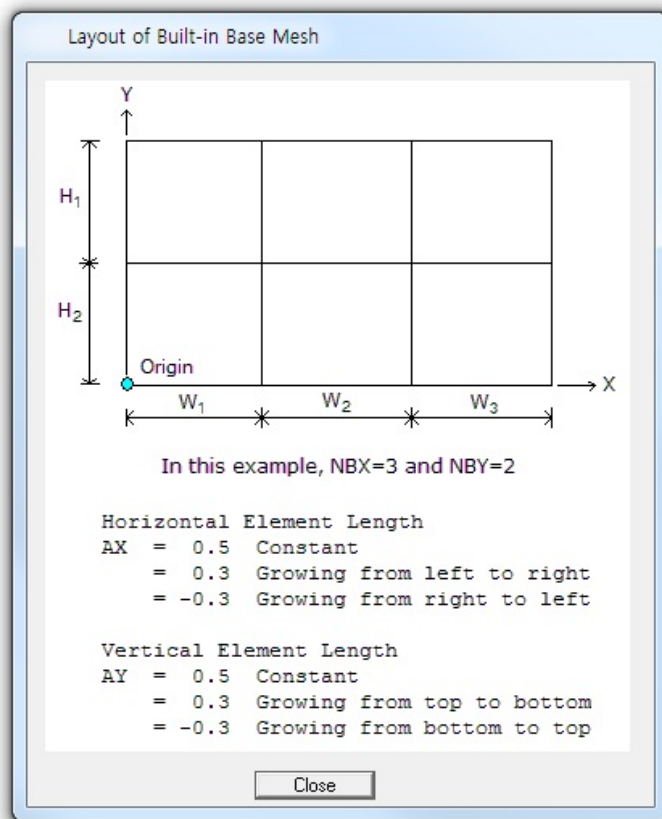 Layout of Built-in Base Mesh
Y
H₁
H₂
Origin
X
W₁ W₂ W₃
In this example, NBX=3 and NBY=2
Horizontal Element Length
AX = 0.5 Constant
= 0.3 Growing from left to right
= -0.3 Growing from right to left
Vertical Element Length
AY = 0.5 Constant
= 0.3 Growing from top to bottom
= -0.3 Growing from bottom to top
Close